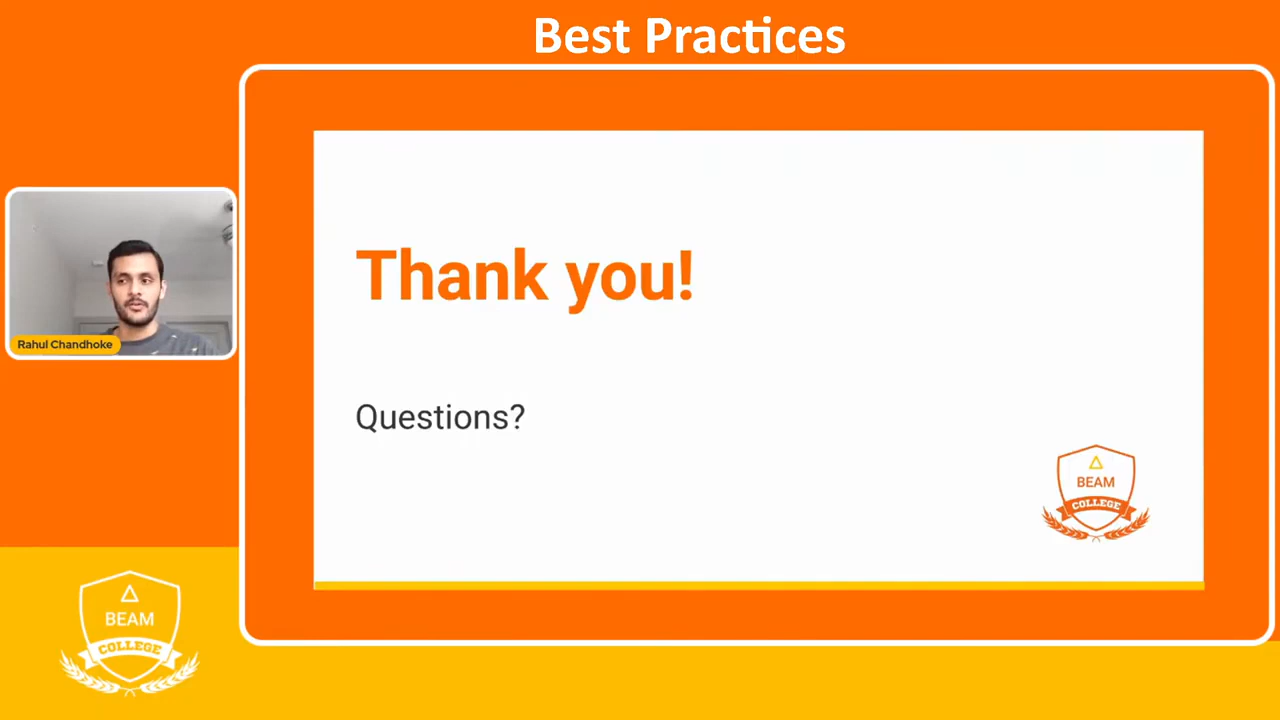 Best Practices
Rahul Chandhoke
Thank you!
Questions?
BEAM
COLLEGE
BEAM
COLLEGE